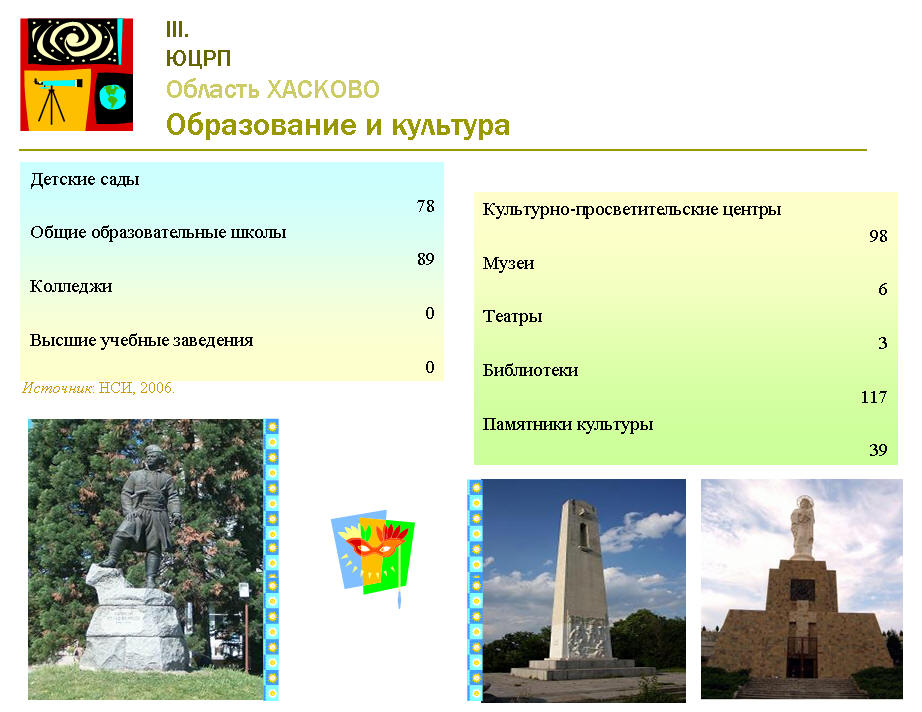 III.
ЮЦРП
Область ХАСКОВО
Образование и культура
Детские сады
78
Общие образовательные школы
89
Колледжи
0
Высшие учебные заведения
0
Источник: НСИ, 2006.
Культурно-просветительские центры
98
Музеи
6
Театры
3
Библиотеки
117
Памятники культуры
39